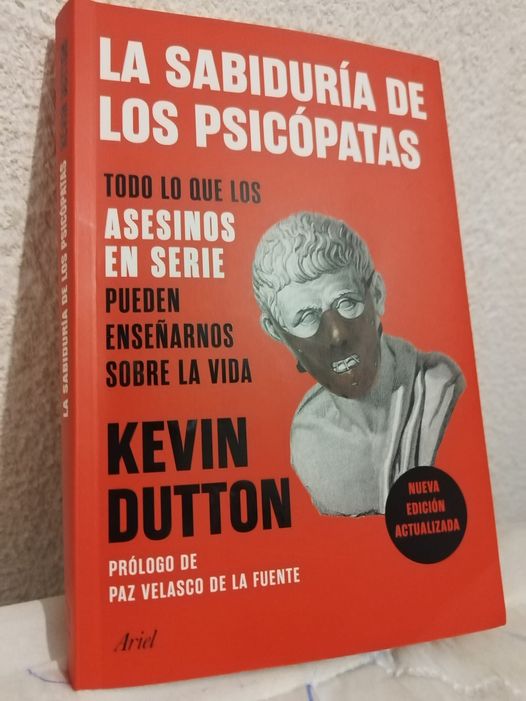 LA SABIDURÍA DE
LOS PSICÓPATAS
TODO LO QUE LOS
ASESINOS
EN SERIE
PUEDEN
ENSEÑARNOS
SOBRE LA VIDA
KEVIN
DUTTON
PRÓLOGO DE
PAZ VELASCO DE LA FUENTE
NUEVA
EDICIÓN
ACTUALIZADA
Ariel
LA SABIDURÍA DE LOS PSICÓPATAS